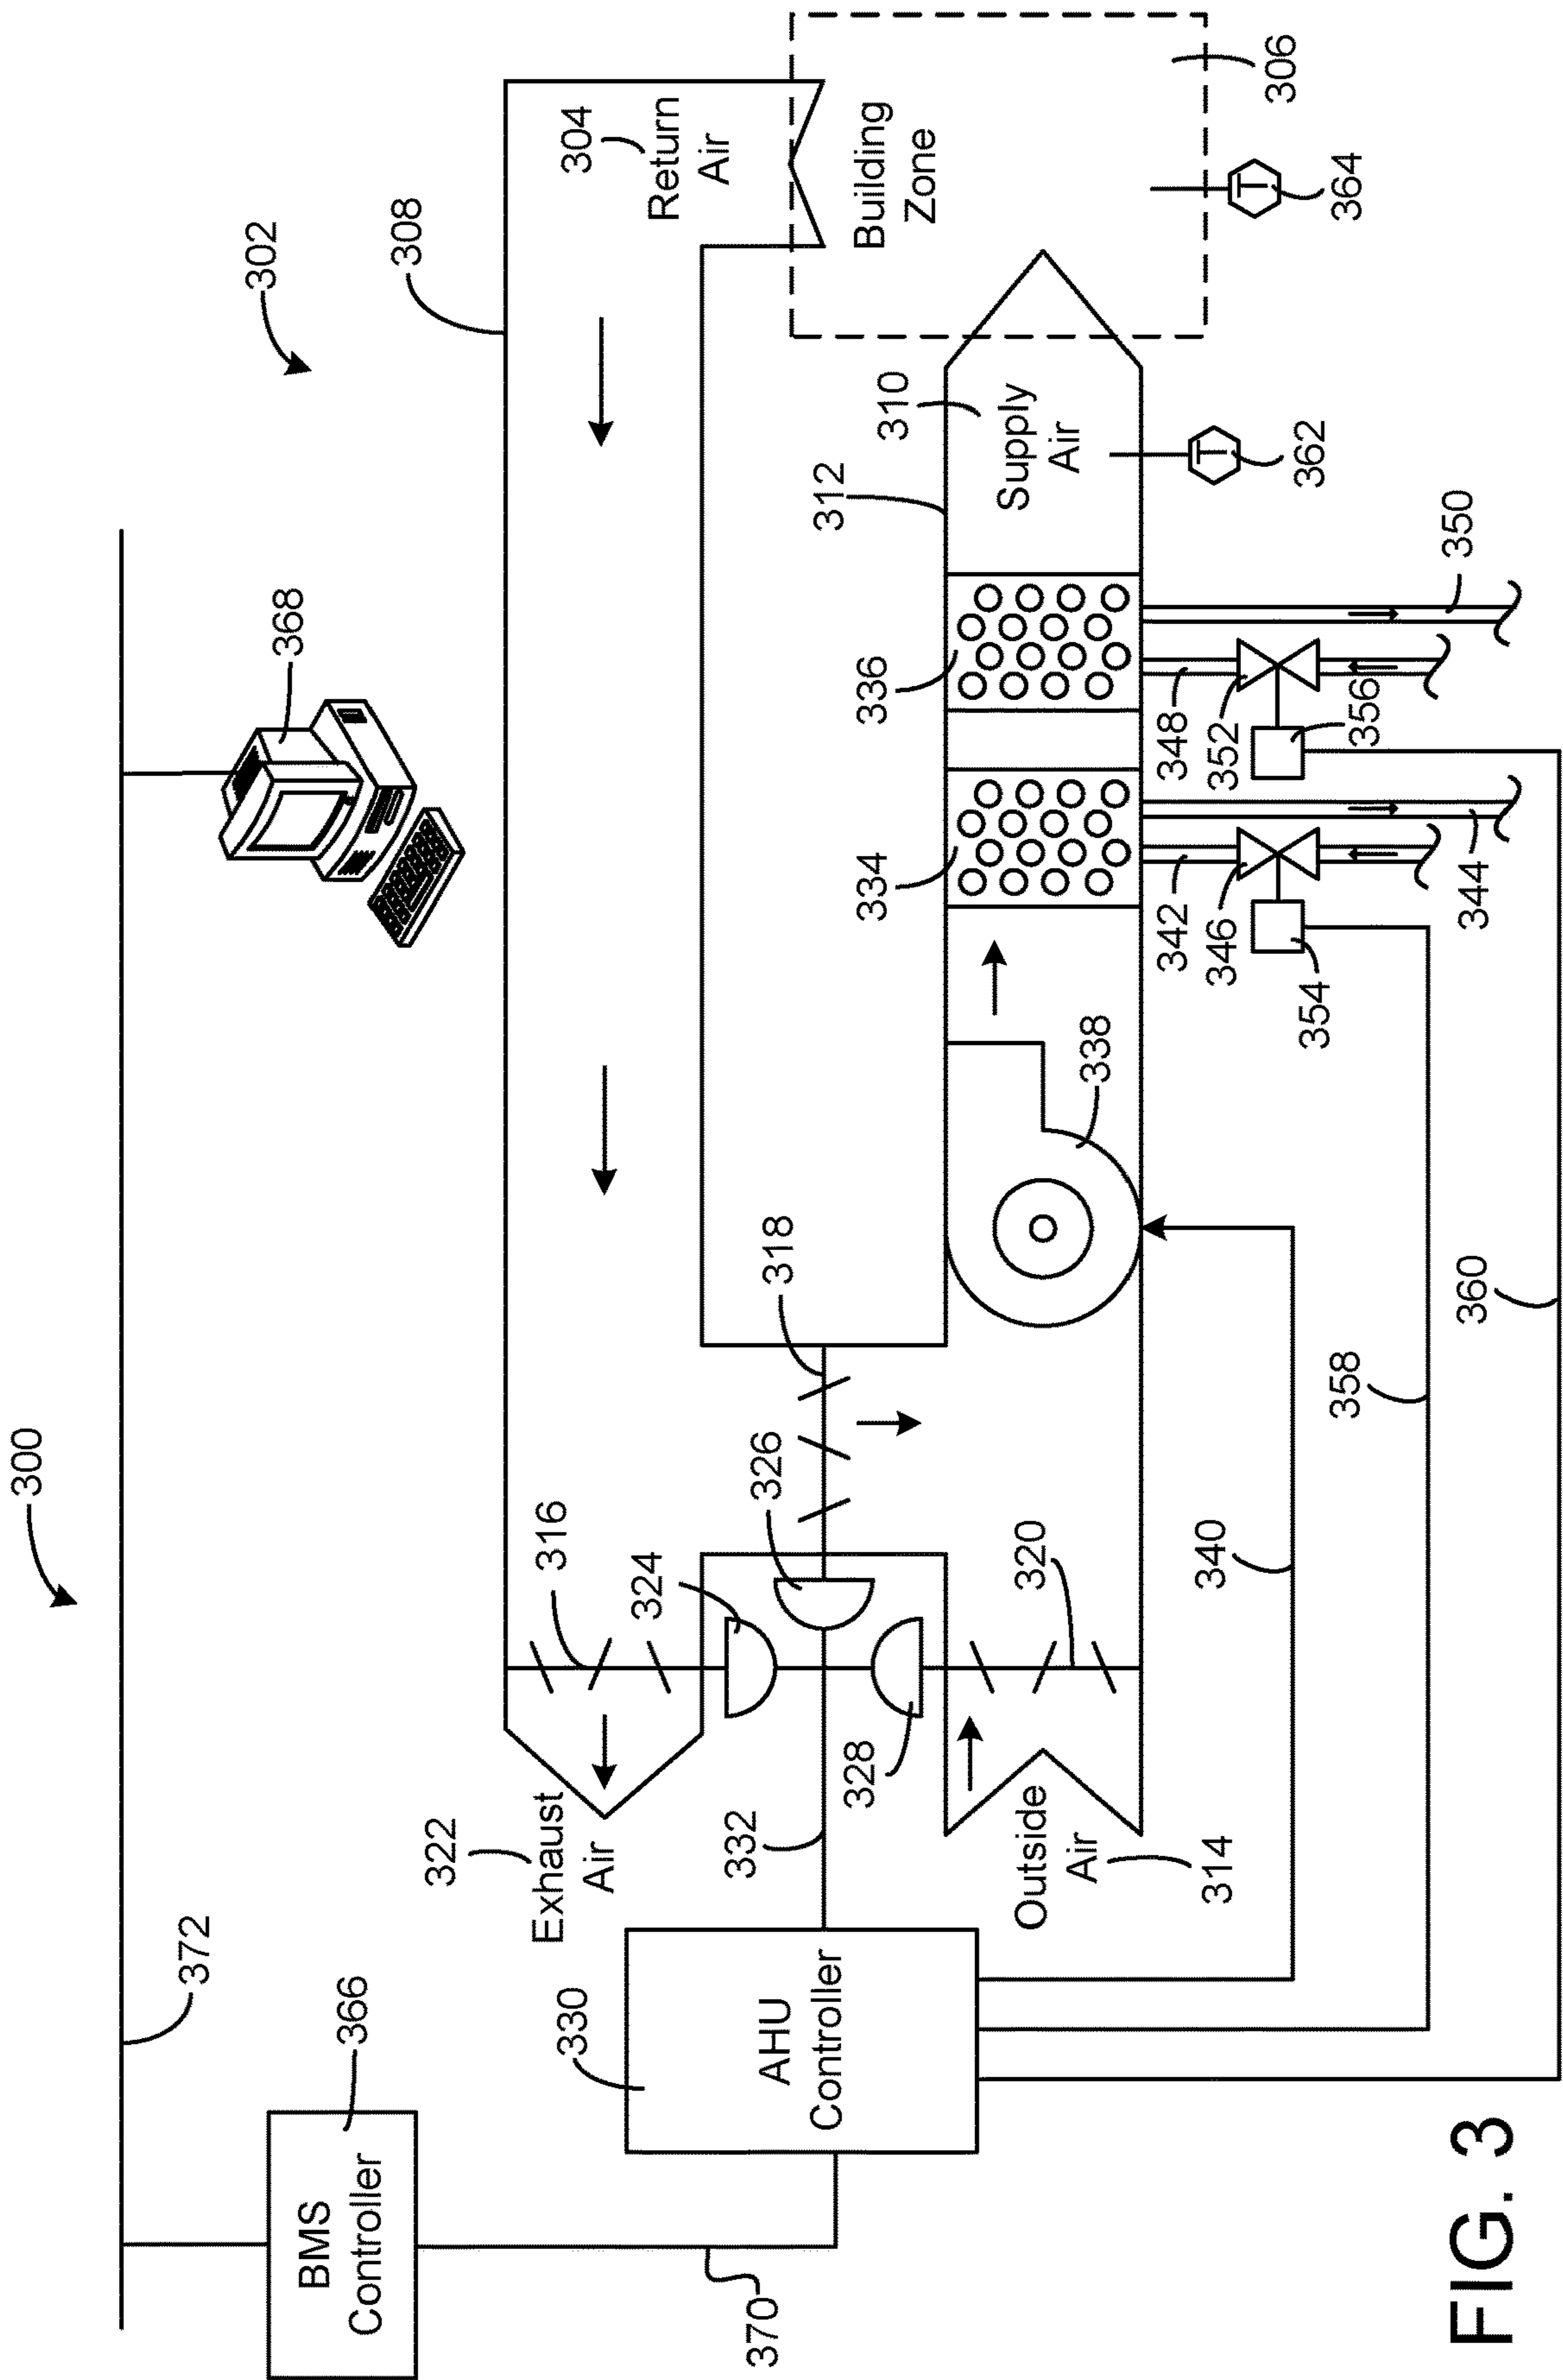 300
372
366
BMS
Controller
370
368
302
308
304
Return
Air
306
Building
Zone
364
322
Exhaust
Air
316
324
326
318
328
332
330
AHU
Controller
Outside
Air
314
320
338
334
336
312
310
Supply
Air
362
342
346
354
344
348
352
356
350
340
358
360
T
T
FIG. 3